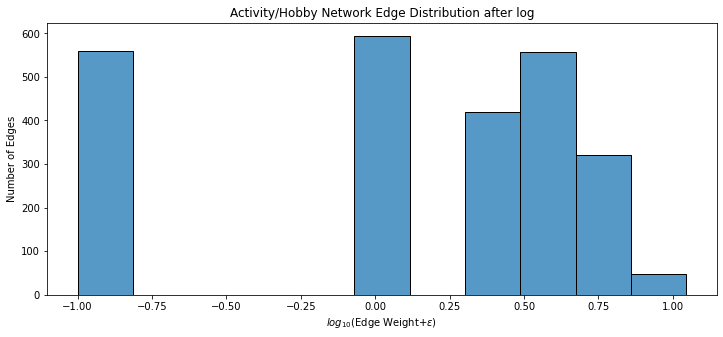 Activity/Hobby Network Edge Distribution after log
600
500
400
300
200
100
0
Number of Edges
−1.00 −0.75 −0.50 −0.25 0.00 0.25 0.50 0.75 1.00
log₁₀(Edge Weight+ε)